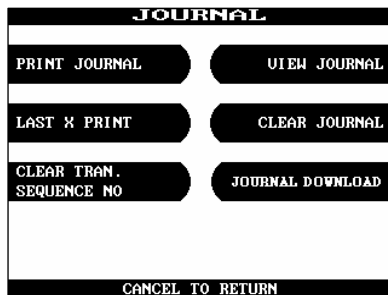 JOURNAL
PRINT JOURNAL
VIEW JOURNAL
LAST X PRINT
CLEAR JOURNAL
CLEAR TRAN.
SEQUENCE NO
JOURNAL DOWNLOAD
CANCEL TO RETURN